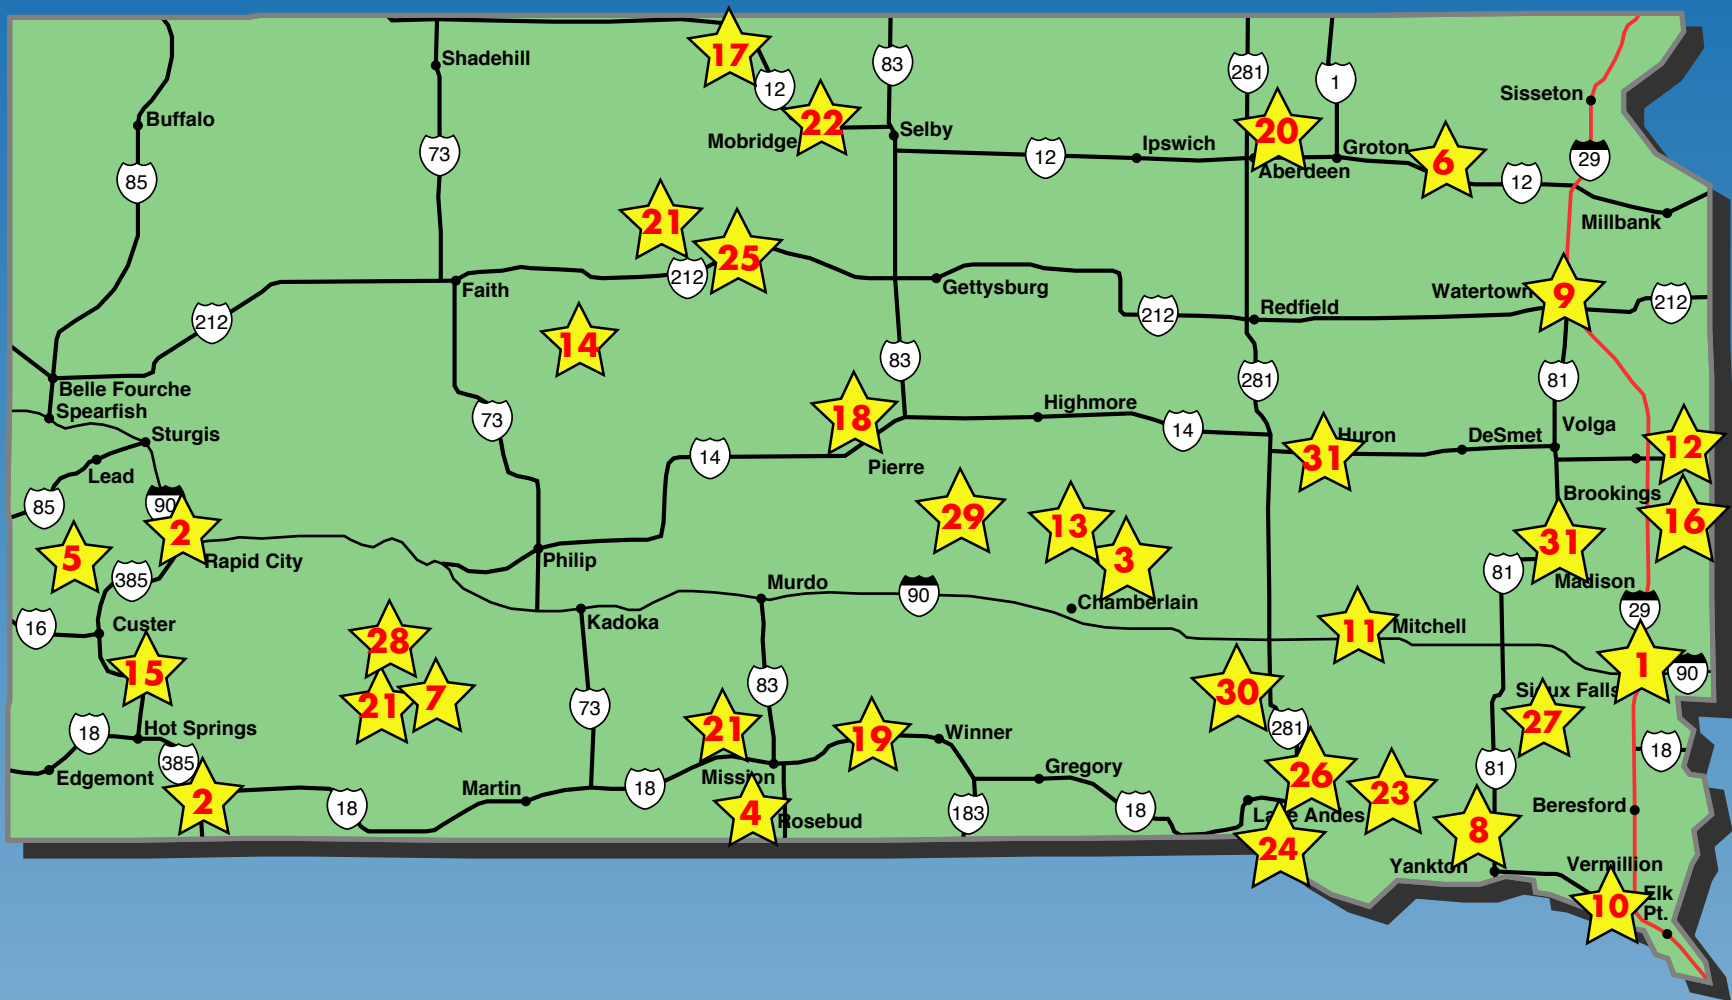 17
83
281
1
Shadehill
12
Sisseton
Buffalo
22
Mobridge
Selby
20
Ipswich
Groton
6
29
73
12
Aberdeen
12
85
Millbank
21
25
212
Faith
Gettysburg
Watertown
9
212
212
212
Redfield
14
83
281
81
Belle Fourche
Spearfish
73
18
Highmore
14
Volga
Sturgis
Huron
DeSmet
12
Lead
14
Pierre
31
85
90
Brookings
2
29
13
16
5
Rapid City
Philip
3
31
385
81
Madison
Murdo
90
Chamberlain
29
16
Custer
Kadoka
11
Mitchell
28
15
1
90
83
30
Sioux Falls
21
7
73
21
19
Winner
281
27
18
Hot Springs
18
385
Edgemont
Mission
Gregory
26
81
2
Martin
18
23
18
4
Rosebud
183
18
Lake Andes
Beresford
24
8
Yankton
Vermillion
10
Elk
Pt.